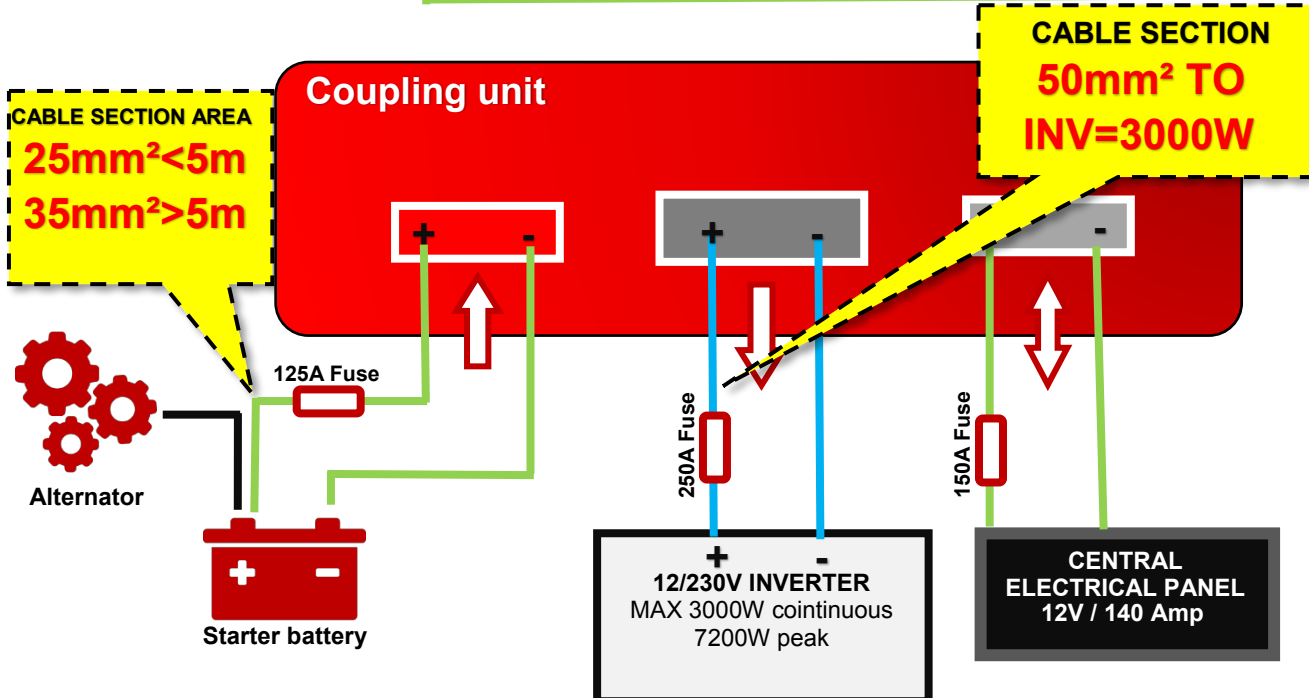 Coupling unit
CABLE SECTION
50mm² TO
INV=3000W
CABLE SECTION AREA
25mm²<5m
35mm²>5m
+ -
+ -
-
125A Fuse
250A Fuse
150A Fuse
Alternator
+ -
Starter battery
+ -
12/230V INVERTER
MAX 3000W cointinuous
7200W peak
CENTRAL
ELECTRICAL PANEL
12V / 140 Amp